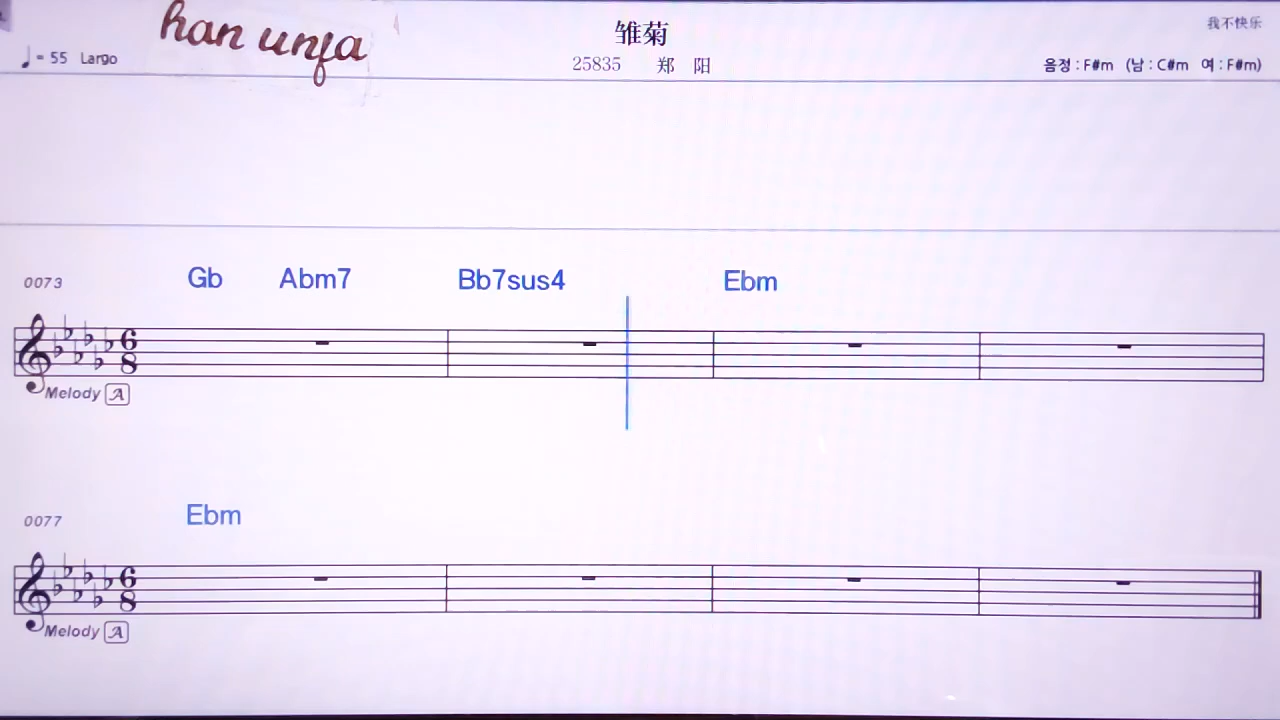 han unfa
雏菊
我不快乐
♩ = 55 Largo
25835 郑 阳
음정 : F#m (남 : C#m 여 : F#m)
0073
Gb Abm7 Bb7sus4 Ebm
6
8
Melody A
0077
Ebm
6
8
Melody A